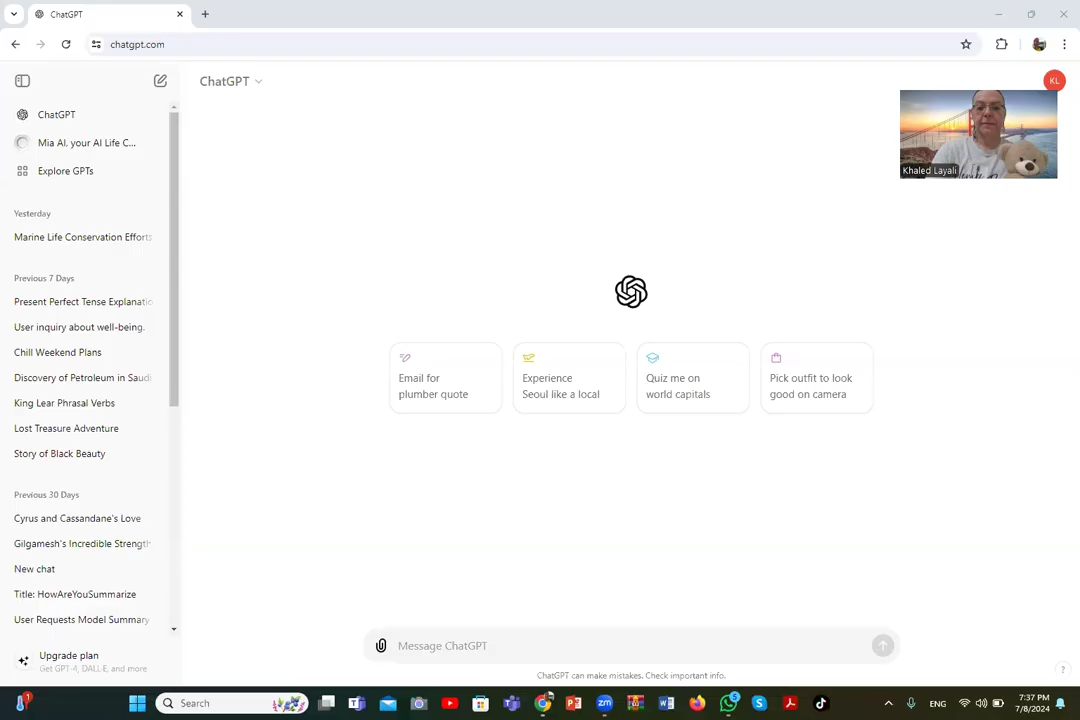 ChatGPT
chatgpt.com
ChatGPT
KL
ChatGPT
Mia AI, your AI Life C...
Explore GPTs
Khaled Layali
Yesterday
Marine Life Conservation Efforts
Previous 7 Days
Present Perfect Tense Explanatio
User inquiry about well-being.
Chill Weekend Plans
Discovery of Petroleum in Saudi
King Lear Phrasal Verbs
Lost Treasure Adventure
Story of Black Beauty
Previous 30 Days
Cyrus and Cassandane's Love
Gilgamesh's Incredible Strength
New chat
Title: HowAreYouSummarize
User Requests Model Summary
Upgrade plan
Get GPT-4, DALL·E, and more
Email for
plumber quote
Experience
Seoul like a local
Quiz me on
world capitals
Pick outfit to look
good on camera
Message ChatGPT
ChatGPT can make mistakes. Check important info.
?
1
Search
5
ENG
7:37 PM
7/8/2024